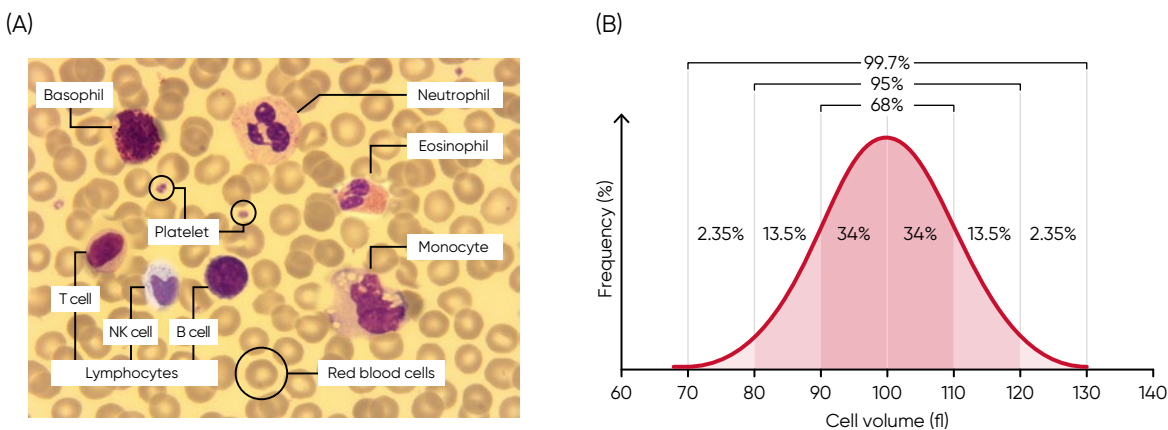 (A)
Basophil
Neutrophil
Eosinophil
Platelet
Monocyte
T cell
NK cell
B cell
Lymphocytes
Red blood cells
(B)
99.7%
95%
68%
Frequency (%)
2.35%
13.5%
34%
34%
13.5%
2.35%
60
70
80
90
100
110
120
130
140
Cell volume (fl)